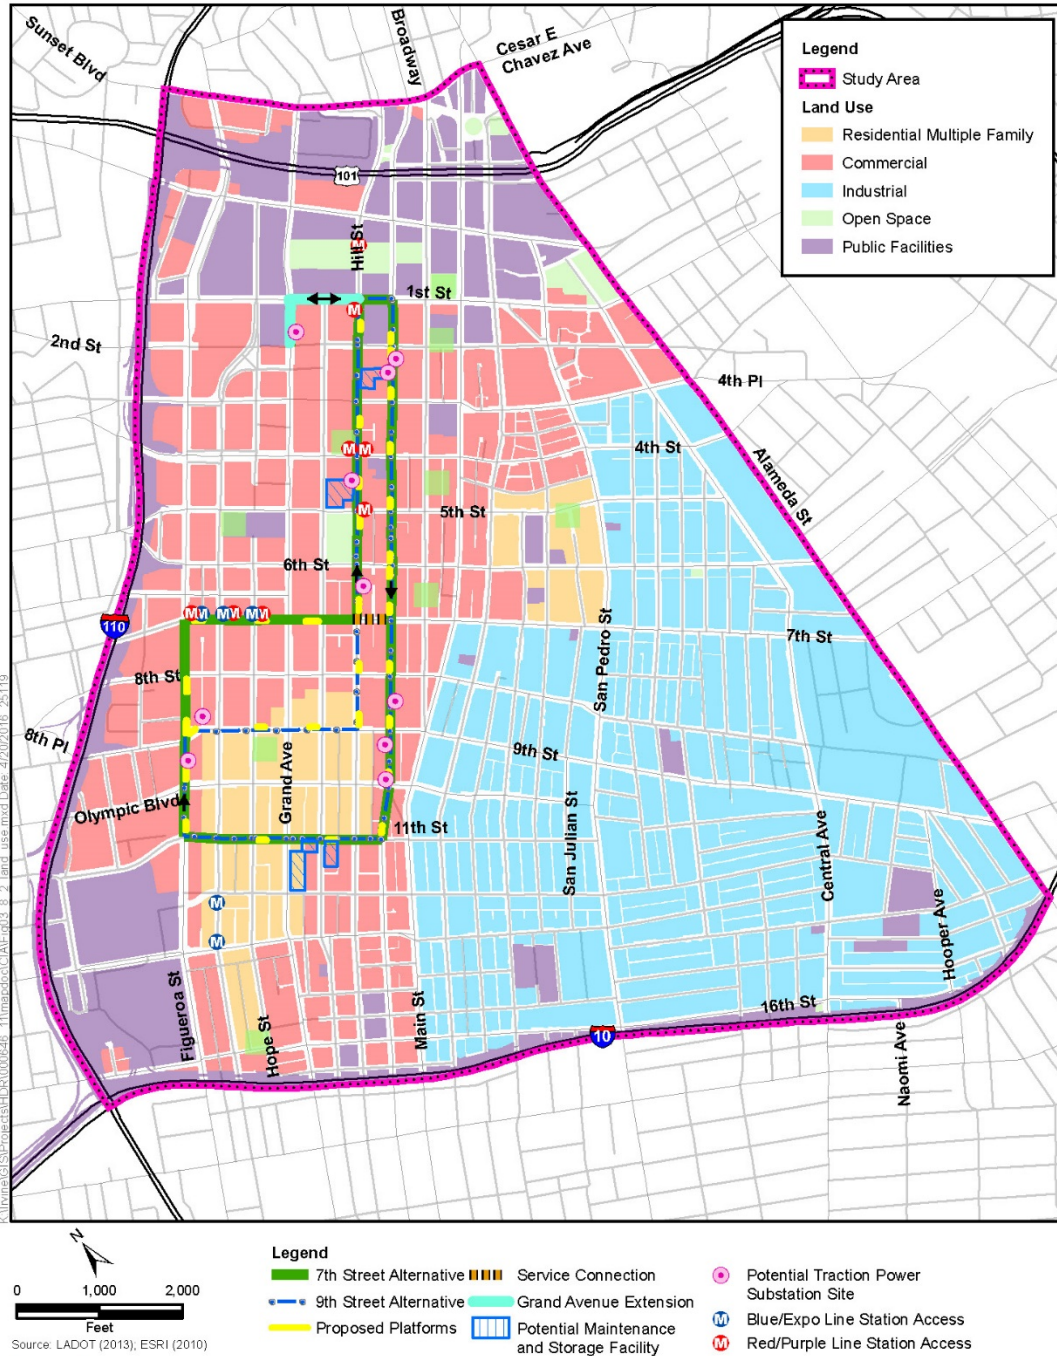 Sunset Blvd
Broadway
Cesar E
Chavez Ave
Legend
Study Area
Land Use
Residential Multiple Family
Commercial
Industrial
Open Space
Public Facilities
101
Hill St
1st St
2nd St
4th Pl
4th St
Alameda St
5th St
6th St
110
7th St
San Pedro St
8th St
8th Pl
9th St
Grand Ave
Olympic Blvd
11th St
San Julian St
Central Ave
Hooper Ave
Figueroa St
Hope St
Main St
16th St
10
Naomi Ave
M
M
M
M
M
M
M
M
M
M
M
M
M
N
0 1,000 2,000
Feet
Source: LADOT (2013); ESRI (2010)
Legend
7th Street Alternative
9th Street Alternative
Proposed Platforms
Service Connection
Grand Avenue Extension
Potential Maintenance
and Storage Facility
Potential Traction Power
Substation Site
M Blue/Expo Line Station Access
M Red/Purple Line Station Access